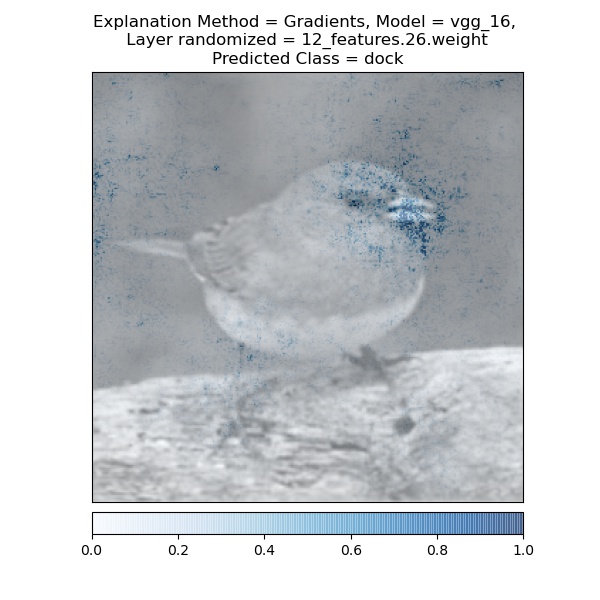 Explanation Method = Gradients, Model = vgg_16,
Layer randomized = 12_features.26.weight
Predicted Class = dock
0.0 0.2 0.4 0.6 0.8 1.0